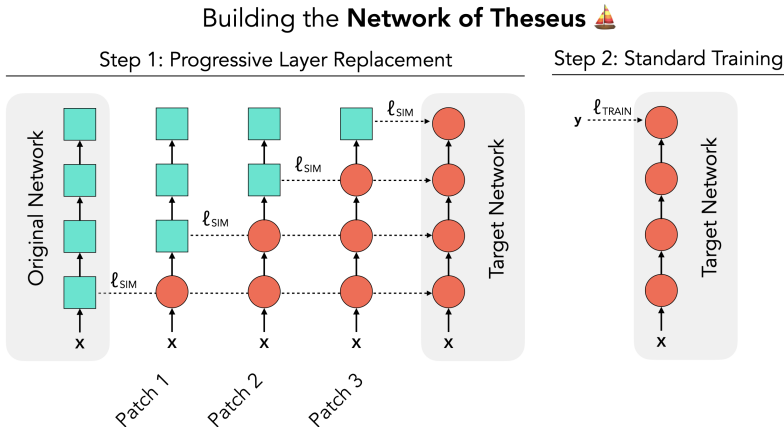 Building the Network of Theseus ⛵
Step 1: Progressive Layer Replacement
Original Network
ℓSIM
ℓSIM
ℓSIM
ℓSIM
Target Network
x
x
x
x
x
Patch 1
Patch 2
Patch 3
Step 2: Standard Training
y
ℓTRAIN
Target Network
x